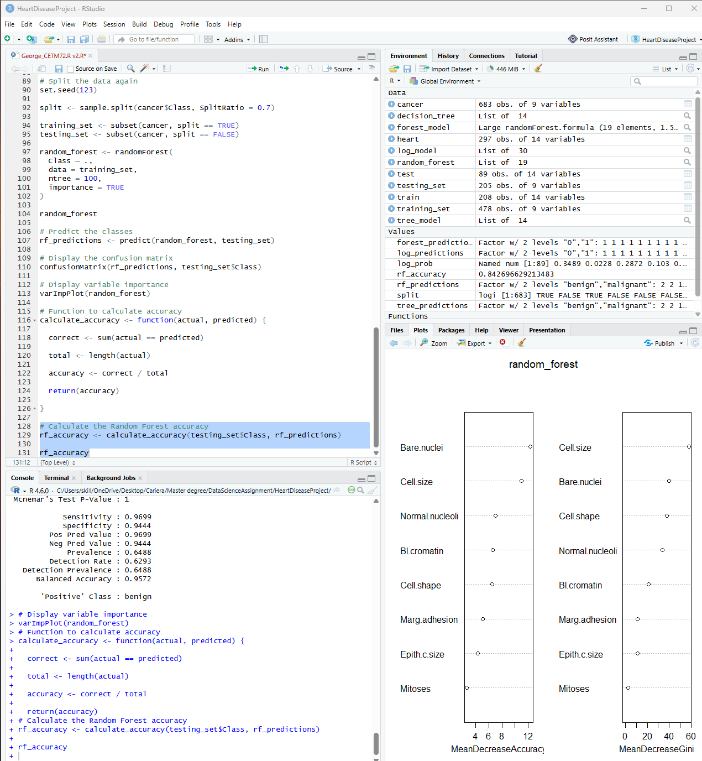 HeartDiseaseProject - RStudio
File Edit Code View Plots Session Build Debug Profile Tools Help
Go to file/function
Addins
Posit Assistant
HeartDiseaseProject
George_CETM72.R v2.R*
Source on Save
Run
Source
89 # Split the data again
90 set.seed(123)
91
92 split <- sample.split(cancer$Class, SplitRatio = 0.7)
93
94 training_set <- subset(cancer, split == TRUE)
95 testing_set <- subset(cancer, split == FALSE)
96
97 random_forest <- randomForest(
98 Class ~ .,
99 data = training_set,
100 ntree = 100,
101 importance = TRUE
102 )
103
104 random_forest
105
106 # Predict the classes
107 rf_predictions <- predict(random_forest, testing_set)
108
109 # Display the confusion matrix
110 confusionMatrix(rf_predictions, testing_set$Class)
111
112 # Display variable importance
113 varImpPlot(random_forest)
114
115 # Function to calculate accuracy
116 calculate_accuracy <- function(actual, predicted) {
117
118 correct <- sum(actual == predicted)
119
120 total <- length(actual)
121
122 accuracy <- correct / total
123
124 return(accuracy)
125
126 }
127
128 # Calculate the Random Forest accuracy
129 rf_accuracy <- calculate_accuracy(testing_set$Class, rf_predictions)
130
131 rf_accuracy
131:12 (Top Level) R Script
Console Terminal Background Jobs
R 4.6.0 · C:/Users/skill/OneDrive/Desktop/Cariera/Master degree/DataScienceAssignment/HeartDiseaseProject/
Mcnemar's Test P-Value : 1
Sensitivity : 0.9699
Specificity : 0.9444
Pos Pred Value : 0.9699
Neg Pred Value : 0.9444
Prevalence : 0.6488
Detection Rate : 0.6293
Detection Prevalence : 0.6488
Balanced Accuracy : 0.9572
'Positive' Class : benign
> # Display variable importance
> varImpPlot(random_forest)
> # Function to calculate accuracy
> calculate_accuracy <- function(actual, predicted) {
+
+ correct <- sum(actual == predicted)
+
+ total <- length(actual)
+
+ accuracy <- correct / total
+
+ return(accuracy)
+ # Calculate the Random Forest accuracy
+ rf_accuracy <- calculate_accuracy(testing_set$Class, rf_predictions)
+
+ rf_accuracy
+
Environment History Connections Tutorial
Import Dataset 446 MiB List
R Global Environment
Data
cancer 683 obs. of 9 variables
decision_tree List of 14
forest_model Large randomForest.formula (19 elements, 1.5…
heart 297 obs. of 14 variables
log_model List of 30
random_forest List of 19
test 89 obs. of 14 variables
testing_set 205 obs. of 9 variables
train 208 obs. of 14 variables
training_set 478 obs. of 9 variables
tree_model List of 14
Values
forest_predictio… Factor w/ 2 levels "0","1": 1 1 1 1 1 1 1 1 1 …
log_predictions Factor w/ 2 levels "0","1": 1 1 1 1 1 1 1 1 1 …
log_prob Named num [1:89] 0.3489 0.0228 0.2872 0.103 0.…
rf_accuracy 0.842696629213483
rf_predictions Factor w/ 2 levels "benign","malignant": 2 2 1…
split logi [1:683] TRUE FALSE TRUE FALSE FALSE FALSE…
tree_predictions Factor w/ 2 levels "benign","malignant": 2 2 1…
Functions
Files Plots Packages Help Viewer Presentation
Zoom Export Publish
random_forest
Bare.nuclei
Cell.size
Normal.nucleoli
Bl.cromatin
Cell.shape
Marg.adhesion
Epith.c.size
Mitoses
4 6 8 12
MeanDecreaseAccuracy
Cell.size
Bare.nuclei
Cell.shape
Normal.nucleoli
Bl.cromatin
Marg.adhesion
Epith.c.size
Mitoses
0 20 40 60
MeanDecreaseGini